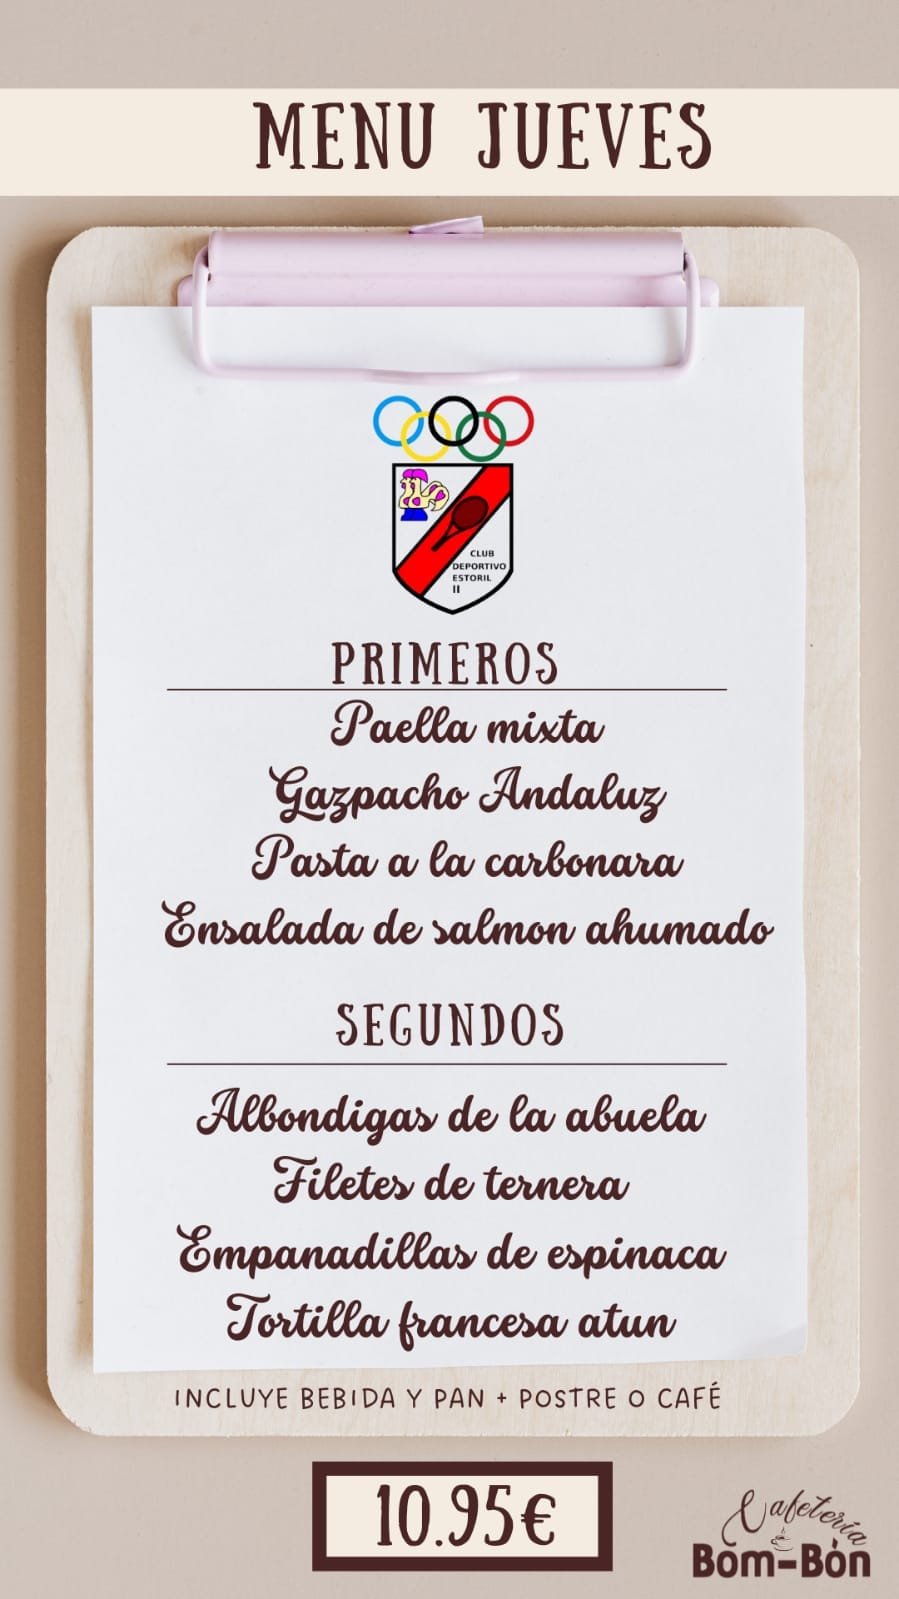 MENU JUEVES
CLUB
DEPORTIVO
ESTORIL
II
PRIMEROS
Paella mixta
Gazpacho Andaluz
Pasta a la carbonara
Ensalada de salmon ahumado
SEGUNDOS
Albondigas de la abuela
Filetes de ternera
Empanadillas de espinaca
Tortilla francesa atun
INCLUYE BEBIDA Y PAN + POSTRE O CAFÉ
10.95€
Cafeteria
Bom-Bòn